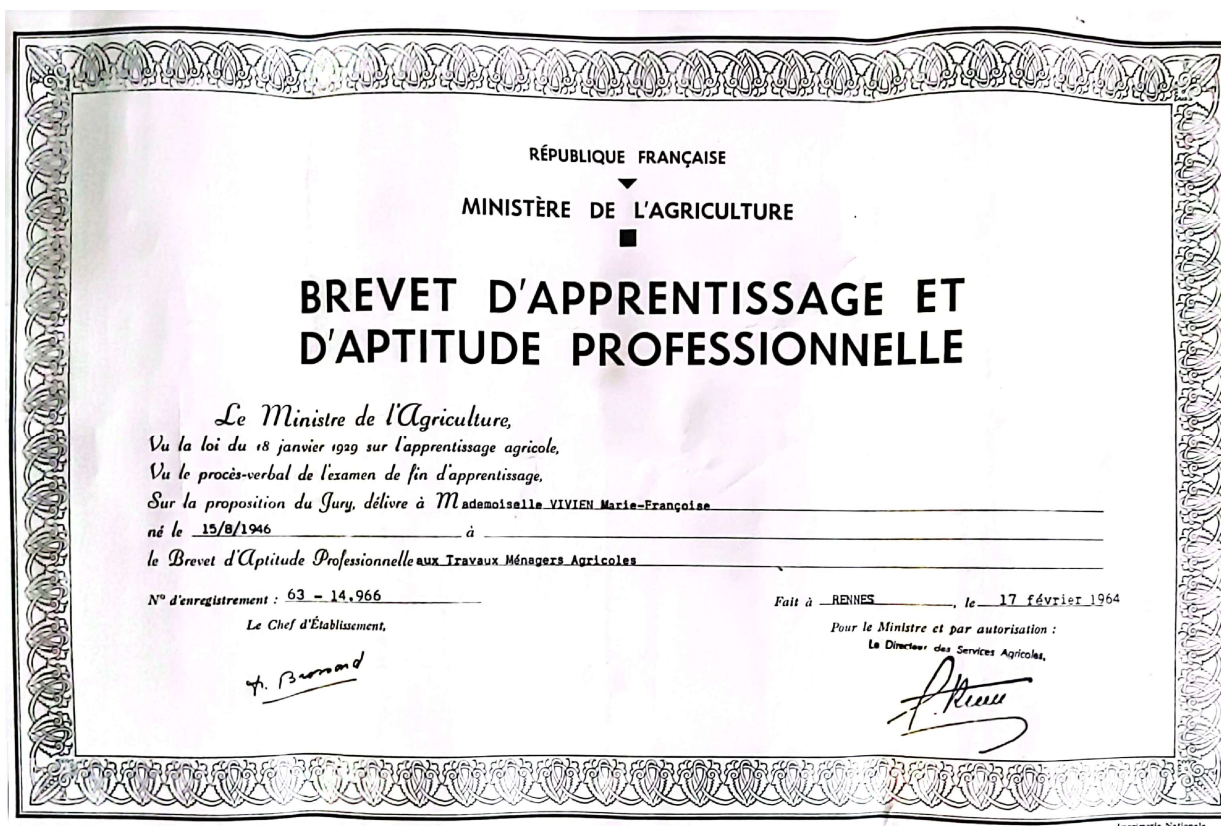 RÉPUBLIQUE FRANÇAISE
MINISTÈRE DE L'AGRICULTURE
BREVET D'APPRENTISSAGE ET
D'APTITUDE PROFESSIONNELLE
Le Ministre de l'Agriculture,
Vu la loi du 18 janvier 1929 sur l'apprentissage agricole,
Vu le procès-verbal de l'examen de fin d'apprentissage,
Sur la proposition du Jury, délivre à Mademoiselle VIVIEN Marie-Françoise
né le 15/8/1946 à
le Brevet d'Aptitude Professionnelle aux Travaux Ménagers Agricoles
N° d'enregistrement : 63 - 14.966
Fait à RENNES, le 17 février 1964
Le Chef d'Établissement,
Pour le Ministre et par autorisation :
Le Directeur des Services Agricoles,
Imprimerie Nationale